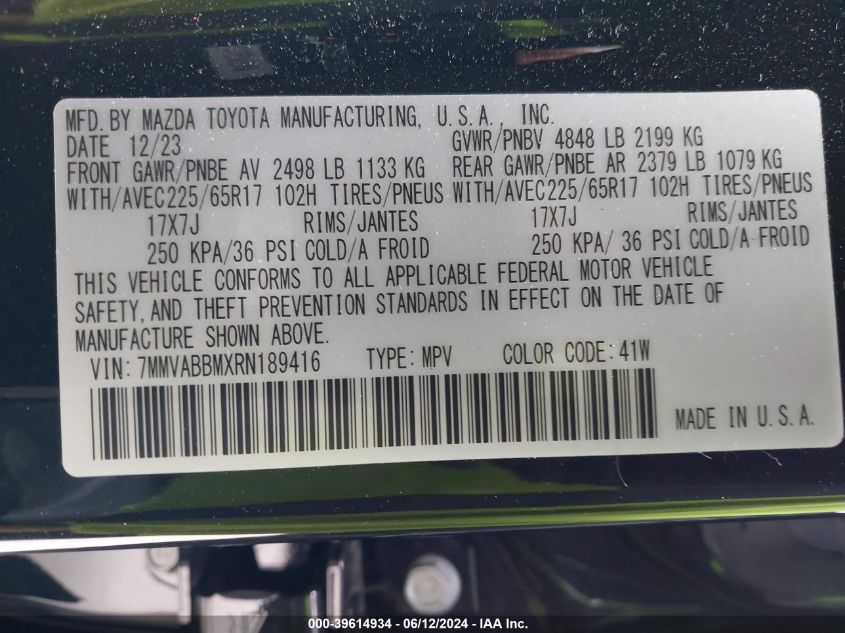 MFD. BY MAZDA TOYOTA MANUFACTURING, U.S.A., INC.
DATE 12/23 GVWR/PNBV 4848 LB 2199 KG
FRONT GAWR/PNBE AV 2498 LB 1133 KG REAR GAWR/PNBE AR 2379 LB 1079 KG
WITH/AVEC225/65R17 102H TIRES/PNEUS WITH/AVEC225/65R17 102H TIRES/PNEUS
17X7J RIMS/JANTES 17X7J RIMS/JANTES
250 KPA/36 PSI COLD/A FROID 250 KPA/ 36 PSI COLD/A FROID
THIS VEHICLE CONFORMS TO ALL APPLICABLE FEDERAL MOTOR VEHICLE
SAFETY, AND THEFT PREVENTION STANDARDS IN EFFECT ON THE DATE OF
MANUFACTURE SHOWN ABOVE.
VIN: 7MMVABBMXRN189416 TYPE: MPV COLOR CODE: 41W
MADE IN U.S.A.
000-39614934 - 06/12/2024 - IAA Inc.